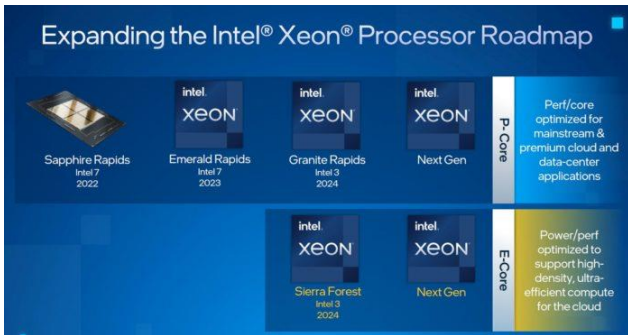 Expanding the Intel® Xeon® Processor Roadmap
intel.
xeon
intel.
xeon
intel.
xeon
Sapphire Rapids
Intel 7
2022
Emerald Rapids
Intel 7
2023
Granite Rapids
Intel 3
2024
Next Gen
P- Core
Perf/core
optimized for
mainstream &
premium cloud and
data-center
applications
intel.
xeon
intel.
xeon
Sierra Forest
Intel 3
2024
Next Gen
E-Core
Power/perf
optimized to
support high-
density, ultra-
efficient compute
for the cloud